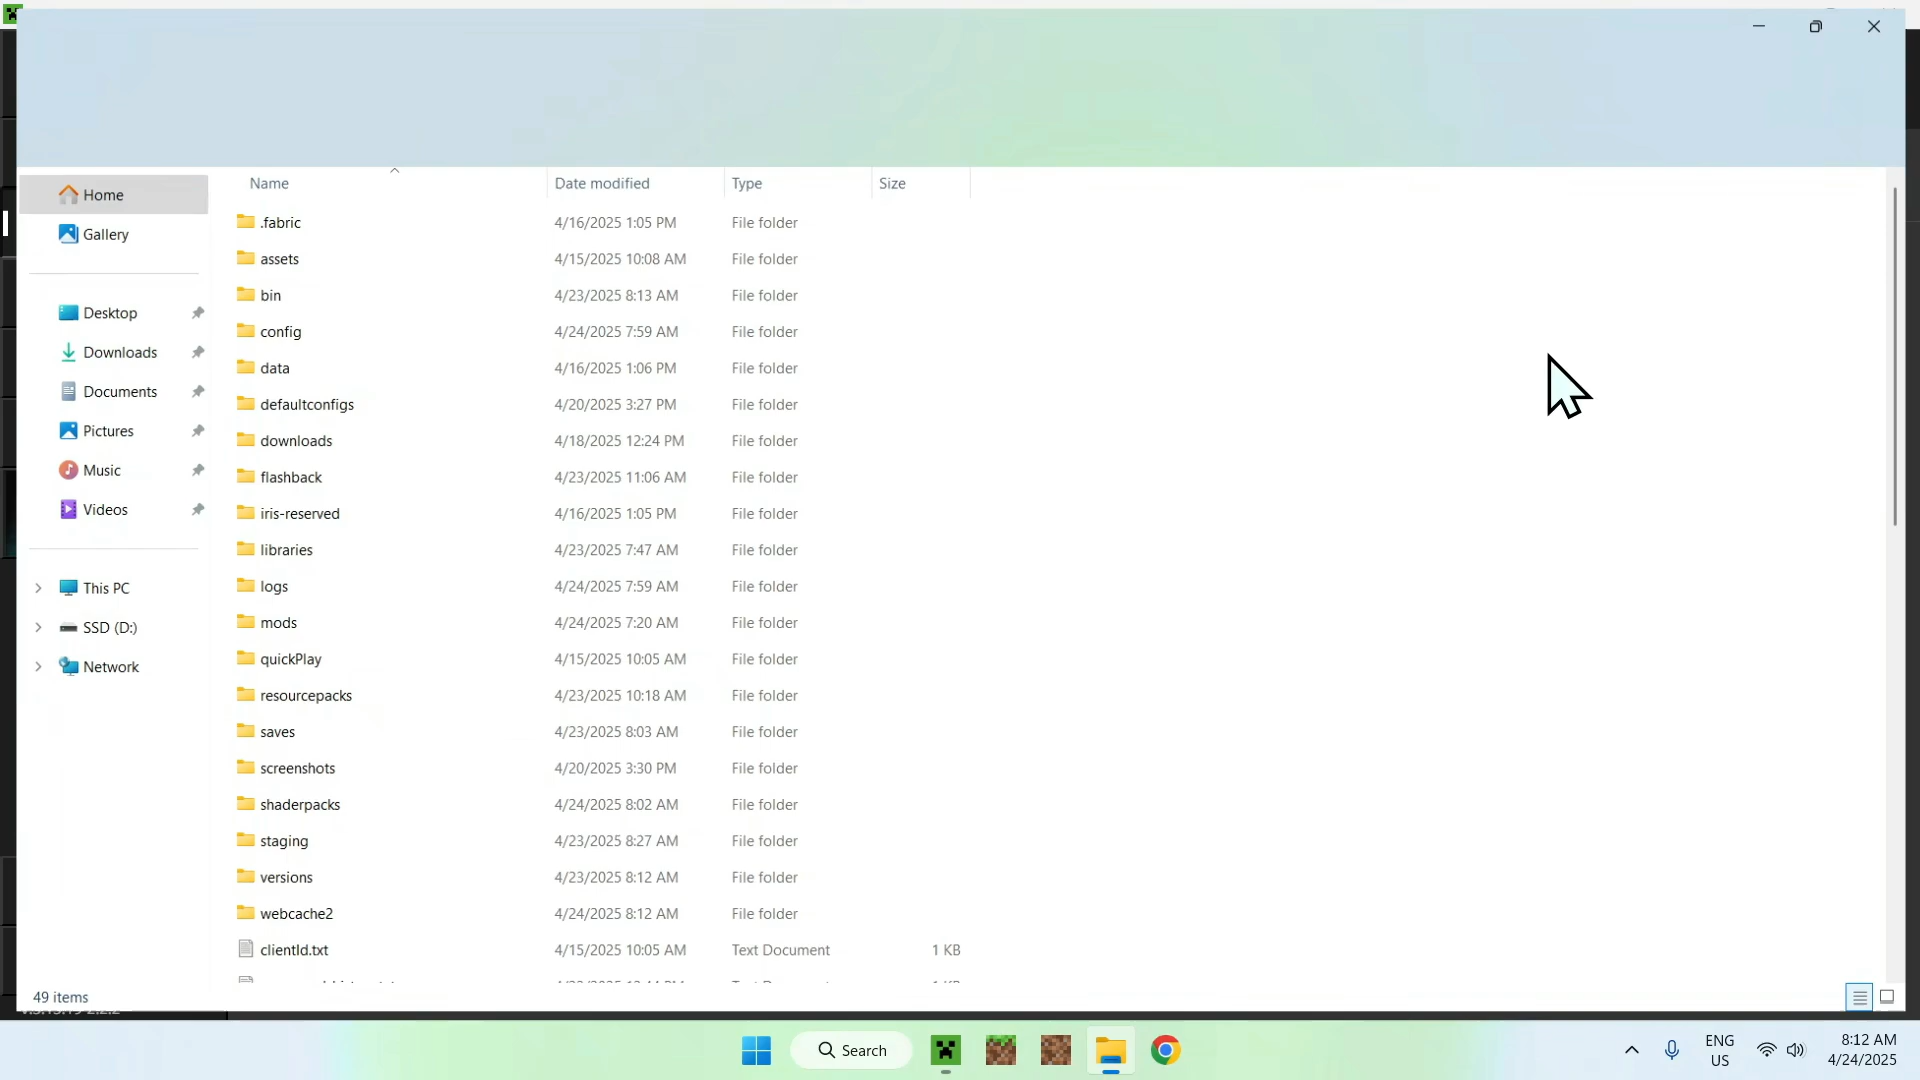 Home
Gallery
Desktop
Downloads
Documents
Pictures
Music
Videos
This PC
SSD (D:)
Network
Name Date modified Type Size
.fabric 4/16/2025 1:05 PM File folder
assets 4/15/2025 10:08 AM File folder
bin 4/23/2025 8:13 AM File folder
config 4/24/2025 7:59 AM File folder
data 4/16/2025 1:06 PM File folder
defaultconfigs 4/20/2025 3:27 PM File folder
downloads 4/18/2025 12:24 PM File folder
flashback 4/23/2025 11:06 AM File folder
iris-reserved 4/16/2025 1:05 PM File folder
libraries 4/23/2025 7:47 AM File folder
logs 4/24/2025 7:59 AM File folder
mods 4/24/2025 7:20 AM File folder
quickPlay 4/15/2025 10:05 AM File folder
resourcepacks 4/23/2025 10:18 AM File folder
saves 4/23/2025 8:03 AM File folder
screenshots 4/20/2025 3:30 PM File folder
shaderpacks 4/24/2025 8:02 AM File folder
staging 4/23/2025 8:27 AM File folder
versions 4/23/2025 8:12 AM File folder
webcache2 4/24/2025 8:12 AM File folder
clientId.txt 4/15/2025 10:05 AM Text Document 1 KB
49 items
Search
ENG
US
8:12 AM
4/24/2025